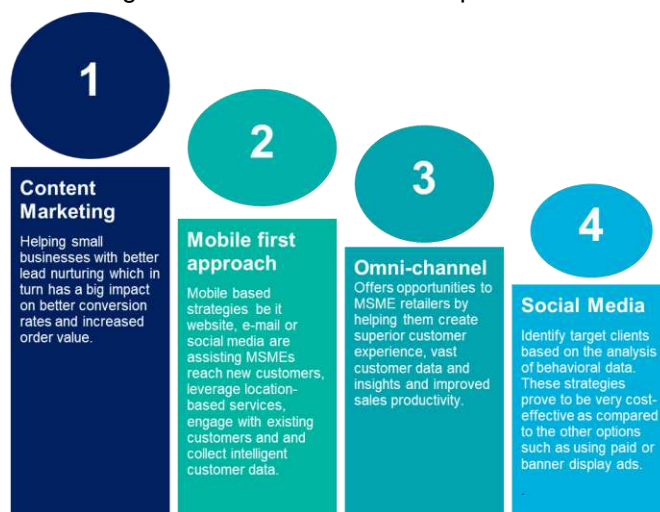 1
Content
Marketing
Helping small
businesses with better
lead nurturing which in
turn has a big impact
on better conversion
rates and increased
order value.
2
Mobile first
approach
Mobile based
strategies be it
website, e-mail or
social media are
assisting MSMEs
reach new customers,
leverage location-
based services,
engage with existing
customers and and
collect intelligent
customer data.
3
Omni-channel
Offers opportunities to
MSME retailers by
helping them create
superior customer
experience, vast
customer data and
insights and improved
sales productivity.
4
Social Media
Identify target clients
based on the analysis
of behavioral data.
These strategies
prove to be very cost-
effective as compared
to the other options
such as using paid or
banner display ads.
.